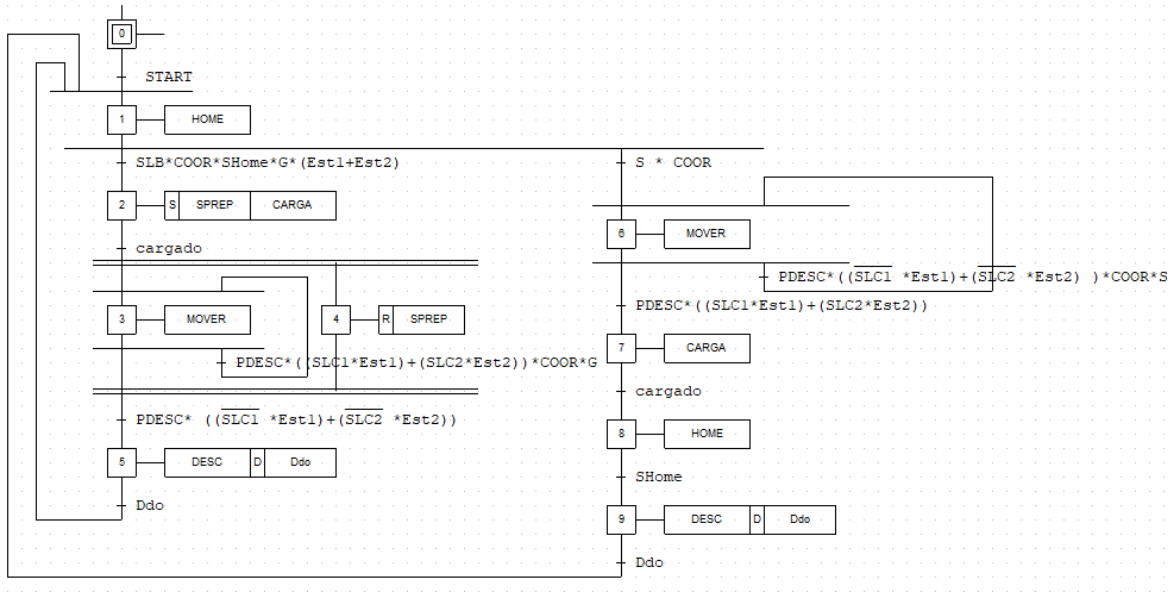 0
START
1 HOME
SLB*COOR*SHome*G*(Est1+Est2)
S * COOR
2 S SPREP CARGA
6 MOVER
cargado
PDESC*((SLC1 *Est1)+(SLC2 *Est2) )*COOR*S
PDESC*((SLC1*Est1)+(SLC2*Est2))
3 MOVER
4 R SPREP
7 CARGA
PDESC*((SLC1*Est1)+(SLC2*Est2))*COOR*G
cargado
PDESC* ((SLC1 *Est1)+(SLC2 *Est2))
8 HOME
5 DESC D Ddo
SHome
Ddo
9 DESC D Ddo
Ddo